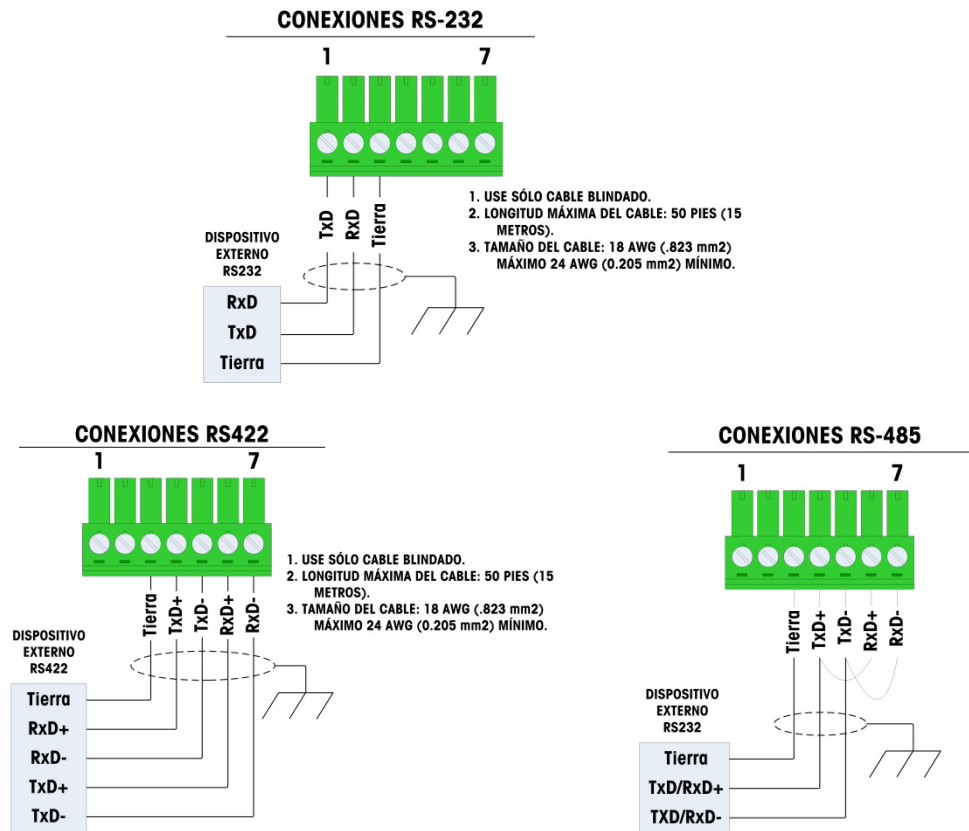 CONEXIONES RS-232
1 7
TxD
RxD
Tierra
1. USE SÓLO CABLE BLINDADO.
2. LONGITUD MÁXIMA DEL CABLE: 50 PIES (15
METROS).
3. TAMAÑO DEL CABLE: 18 AWG (.823 mm2)
MÁXIMO 24 AWG (0.205 mm2) MÍNIMO.
DISPOSITIVO
EXTERNO
RS232
RxD
TxD
Tierra
CONEXIONES RS422
1 7
Tierra
TxD+
TxD-
RxD+
RxD-
1. USE SÓLO CABLE BLINDADO.
2. LONGITUD MÁXIMA DEL CABLE: 50 PIES (15
METROS).
3. TAMAÑO DEL CABLE: 18 AWG (.823 mm2)
MÁXIMO 24 AWG (0.205 mm2) MÍNIMO.
DISPOSITIVO
EXTERNO
RS422
Tierra
RxD+
RxD-
TxD+
TxD-
CONEXIONES RS-485
1 7
Tierra
TxD+
TxD-
RxD+
RxD-
DISPOSITIVO
EXTERNO
RS232
Tierra
TxD/RxD+
TXD/RxD-